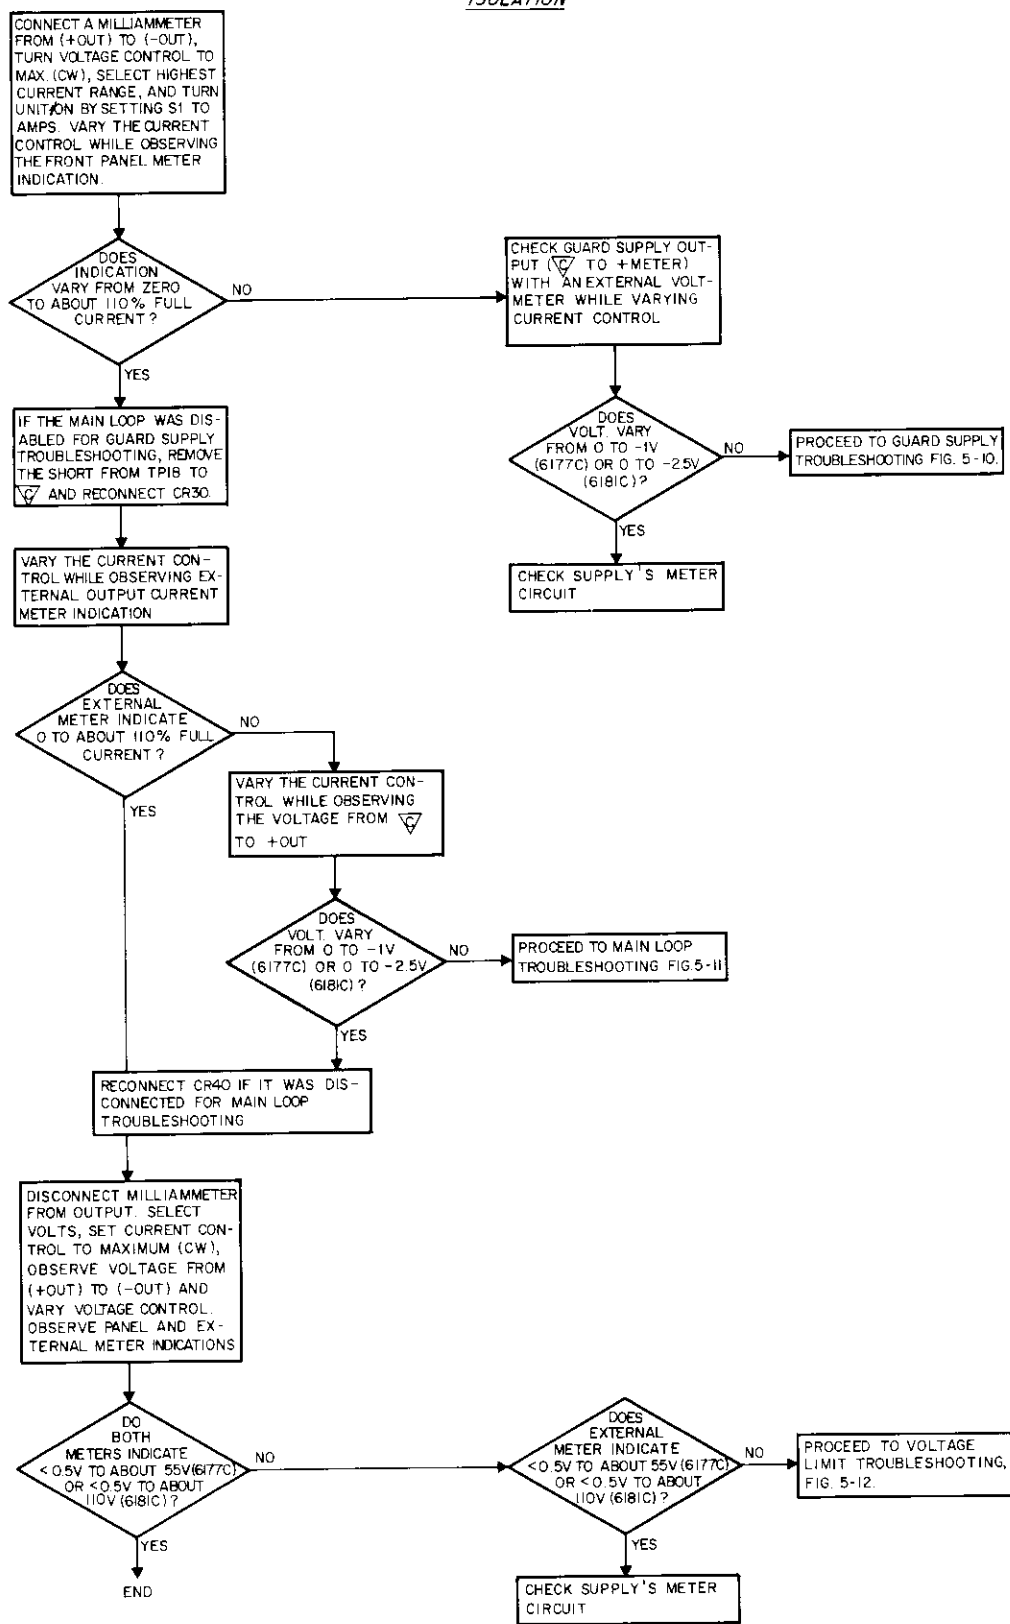 ISOLATION
CONNECT A MILLIAMMETER
FROM (+OUT) TO (-OUT),
TURN VOLTAGE CONTROL TO
MAX. (CW), SELECT HIGHEST
CURRENT RANGE, AND TURN
UNIT ON BY SETTING S1 TO
AMPS. VARY THE CURRENT
CONTROL WHILE OBSERVING
THE FRONT PANEL METER
INDICATION.
DOES
INDICATION
VARY FROM ZERO
TO ABOUT 110% FULL
CURRENT?
NO
YES
CHECK GUARD SUPPLY OUT-
PUT (C TO +METER)
WITH AN EXTERNAL VOLT-
METER WHILE VARYING
CURRENT CONTROL
DOES
VOLT. VARY
FROM 0 TO -1V
(6177C) OR 0 TO -2.5V
(6181C)?
NO
PROCEED TO GUARD SUPPLY
TROUBLESHOOTING FIG. 5-10.
YES
CHECK SUPPLY'S METER
CIRCUIT
IF THE MAIN LOOP WAS DIS-
ABLED FOR GUARD SUPPLY
TROUBLESHOOTING, REMOVE
THE SHORT FROM TP18 TO
C AND RECONNECT CR30.
VARY THE CURRENT CON-
TROL WHILE OBSERVING EX-
TERNAL OUTPUT CURRENT
METER INDICATION
DOES
EXTERNAL
METER INDICATE
0 TO ABOUT 110% FULL
CURRENT?
NO
YES
VARY THE CURRENT CON-
TROL WHILE OBSERVING
THE VOLTAGE FROM C
TO +OUT
DOES
VOLT. VARY
FROM 0 TO -1V
(6177C) OR 0 TO -2.5V
(6181C)?
NO
PROCEED TO MAIN LOOP
TROUBLESHOOTING FIG.5-11
YES
RECONNECT CR40 IF IT WAS DIS-
CONNECTED FOR MAIN LOOP
TROUBLESHOOTING
DISCONNECT MILLIAMMETER
FROM OUTPUT. SELECT
VOLTS, SET CURRENT CON-
TROL TO MAXIMUM (CW),
OBSERVE VOLTAGE FROM
(+OUT) TO (-OUT) AND
VARY VOLTAGE CONTROL.
OBSERVE PANEL AND EX-
TERNAL METER INDICATIONS
DO
BOTH
METERS INDICATE
<0.5V TO ABOUT 55V(6177C)
OR <0.5V TO ABOUT
110V (6181C)?
NO
YES
END
DOES
EXTERNAL
METER INDICATE
<0.5V TO ABOUT 55V(6177C)
OR <0.5V TO ABOUT
110V (6181C)?
NO
PROCEED TO VOLTAGE
LIMIT TROUBLESHOOTING,
FIG. 5-12.
YES
CHECK SUPPLY'S METER
CIRCUIT